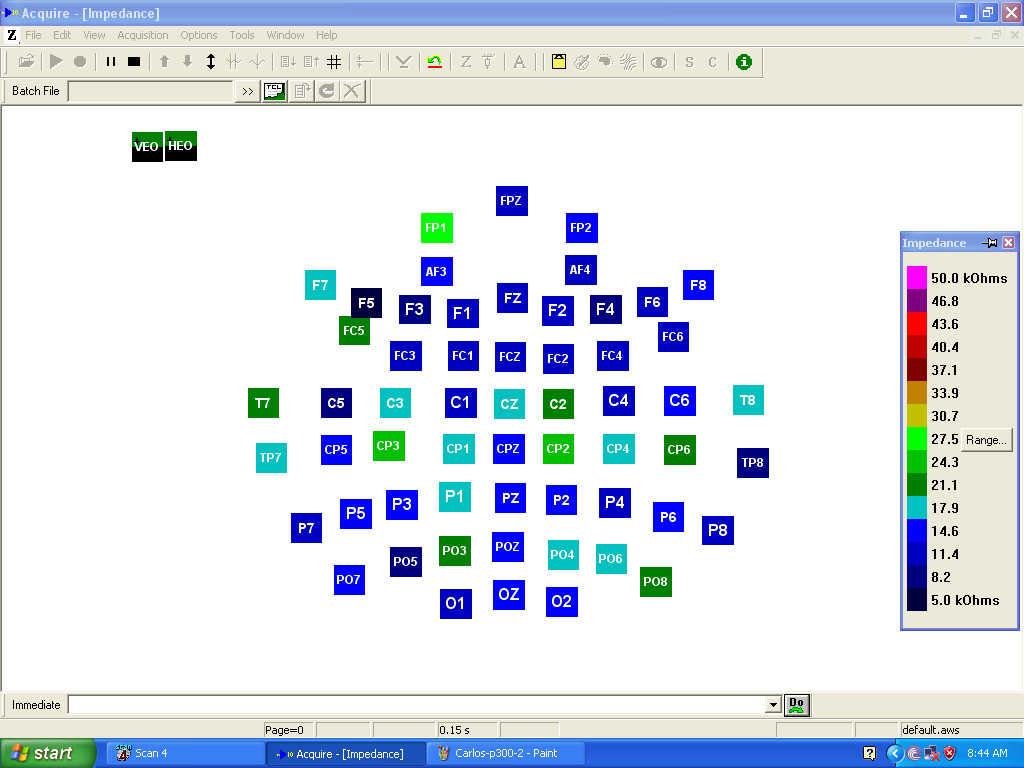 Acquire - [Impedance]
Z File Edit View Acquisition Options Tools Window Help
Z A S C
Batch File >> TCL
VEO HEO
FPZ
FP1 FP2
AF3 AF4
F7 F5 F3 F1 FZ F2 F4 F6 F8
FC5 FC3 FC1 FCZ FC2 FC4 FC6
T7 C5 C3 C1 CZ C2 C4 C6 T8
TP7 CP5 CP3 CP1 CPZ CP2 CP4 CP6 TP8
P7 P5 P3 P1 PZ P2 P4 P6 P8
PO7 PO5 PO3 POZ PO4 PO6 PO8
O1 OZ O2
Impedance
50.0 kOhms
46.8
43.6
40.4
37.1
33.9
30.7
27.5 Range...
24.3
21.1
17.9
14.6
11.4
8.2
5.0 kOhms
Immediate Do
Page=0 0.15 s default.aws
start Scan 4 Acquire - [Impedance] Carlos-p300-2 - Paint 8:44 AM